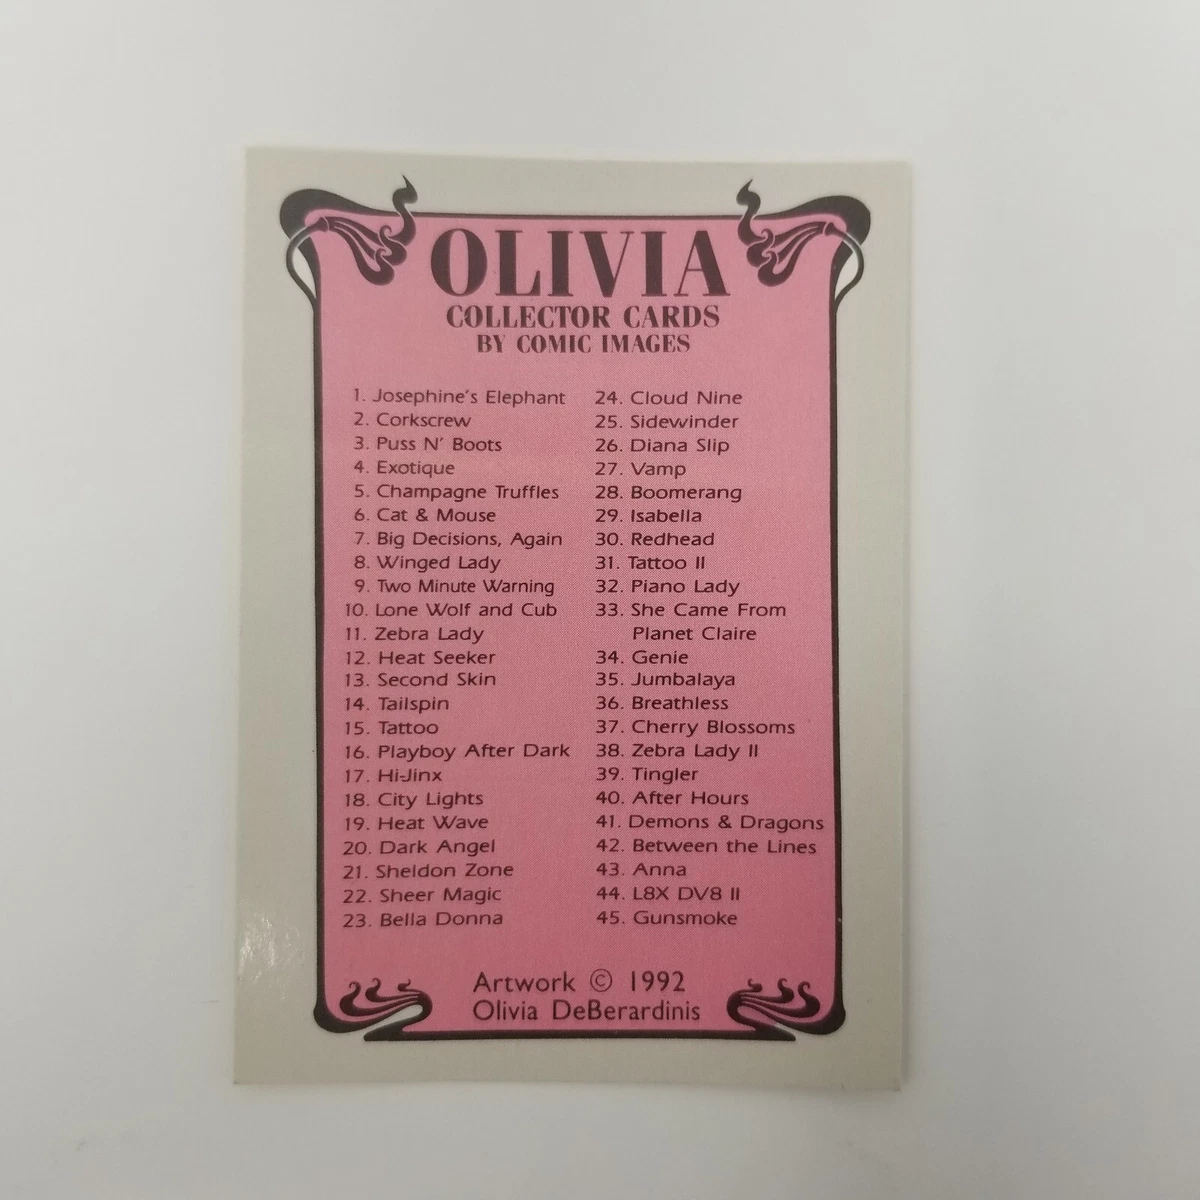 OLIVIA
COLLECTOR CARDS
BY COMIC IMAGES
1. Josephine's Elephant
2. Corkscrew
3. Puss N' Boots
4. Exotique
5. Champagne Truffles
6. Cat & Mouse
7. Big Decisions, Again
8. Winged Lady
9. Two Minute Warning
10. Lone Wolf and Cub
11. Zebra Lady
12. Heat Seeker
13. Second Skin
14. Tailspin
15. Tattoo
16. Playboy After Dark
17. Hi-Jinx
18. City Lights
19. Heat Wave
20. Dark Angel
21. Sheldon Zone
22. Sheer Magic
23. Bella Donna
24. Cloud Nine
25. Sidewinder
26. Diana Slip
27. Vamp
28. Boomerang
29. Isabella
30. Redhead
31. Tattoo II
32. Piano Lady
33. She Came From
Planet Claire
34. Genie
35. Jumbalaya
36. Breathless
37. Cherry Blossoms
38. Zebra Lady II
39. Tingler
40. After Hours
41. Demons & Dragons
42. Between the Lines
43. Anna
44. L8X DV8 II
45. Gunsmoke
Artwork © 1992
Olivia DeBerardinis